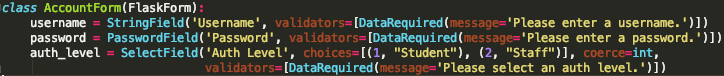 class AccountForm(FlaskForm):
    username = StringField('Username', validators=[DataRequired(message='Please enter a username.')])
    password = PasswordField('Password', validators=[DataRequired(message='Please enter a password.')])
    auth_level = SelectField('Auth Level', choices=[(1, "Student"), (2, "Staff")], coerce=int,
                             validators=[DataRequired(message='Please select an auth level.')])